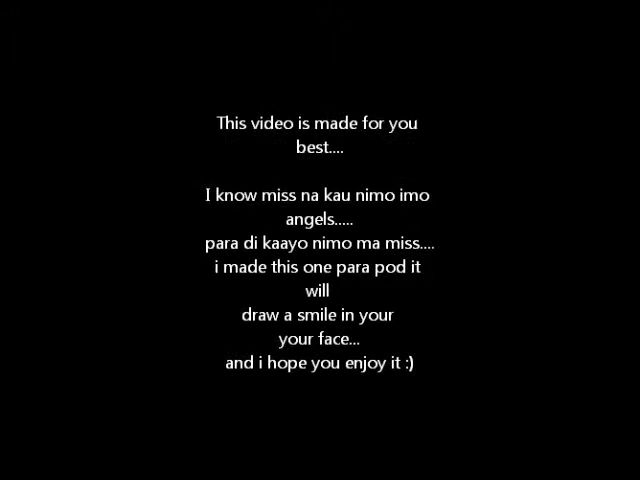 This video is made for you
best....
I know miss na kau nimo imo
angels.....
para di kaayo nimo ma miss....
i made this one para pod it
will
draw a smile in your
your face...
and i hope you enjoy it :)